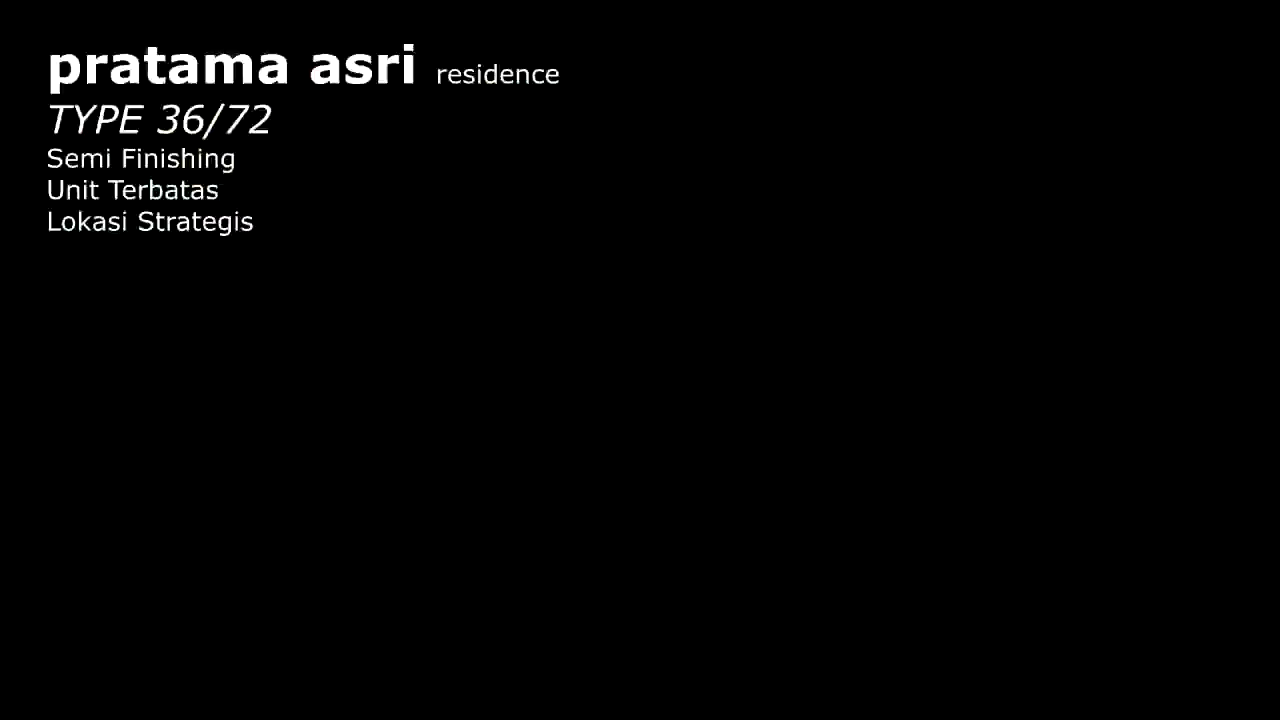 pratama asri residence
TYPE 36/72
Semi Finishing
Unit Terbatas
Lokasi Strategis